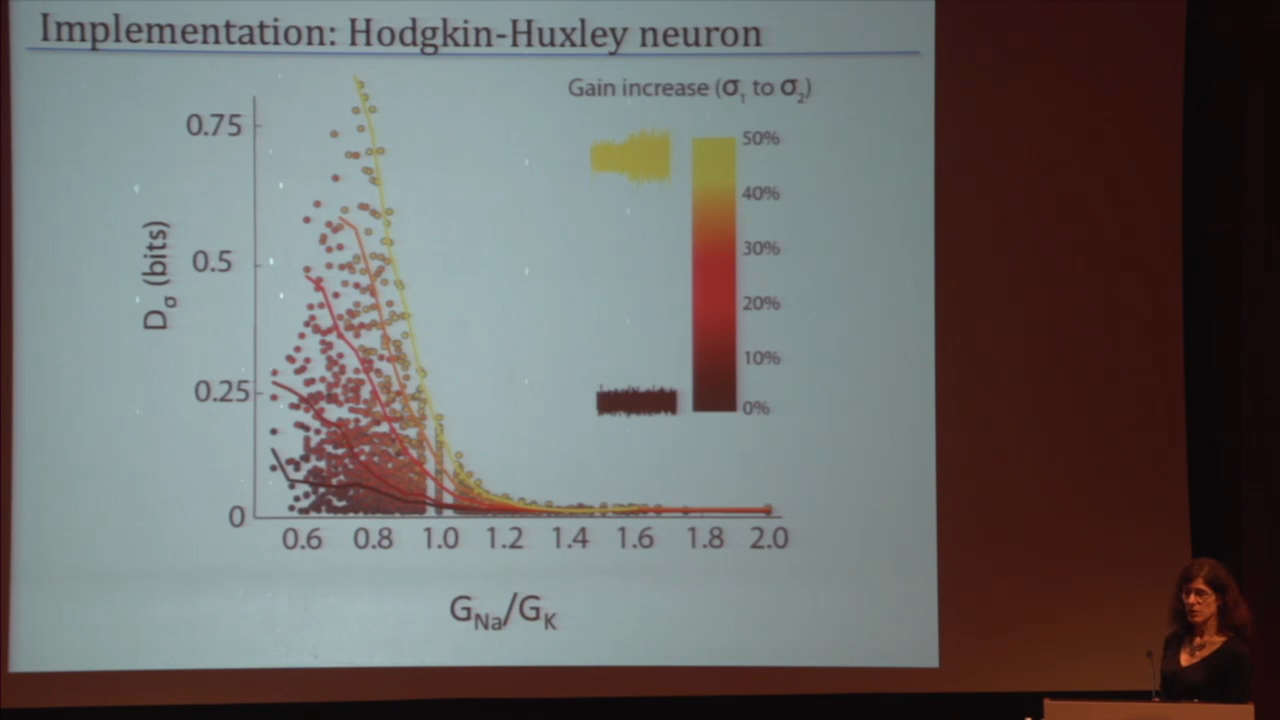 Implementation: Hodgkin-Huxley neuron
Gain increase (σ1 to σ2)
50%
40%
30%
20%
10%
0%
Dσ (bits)
0.75
0.5
0.25
0
0.6 0.8 1.0 1.2 1.4 1.6 1.8 2.0
GNa/GK